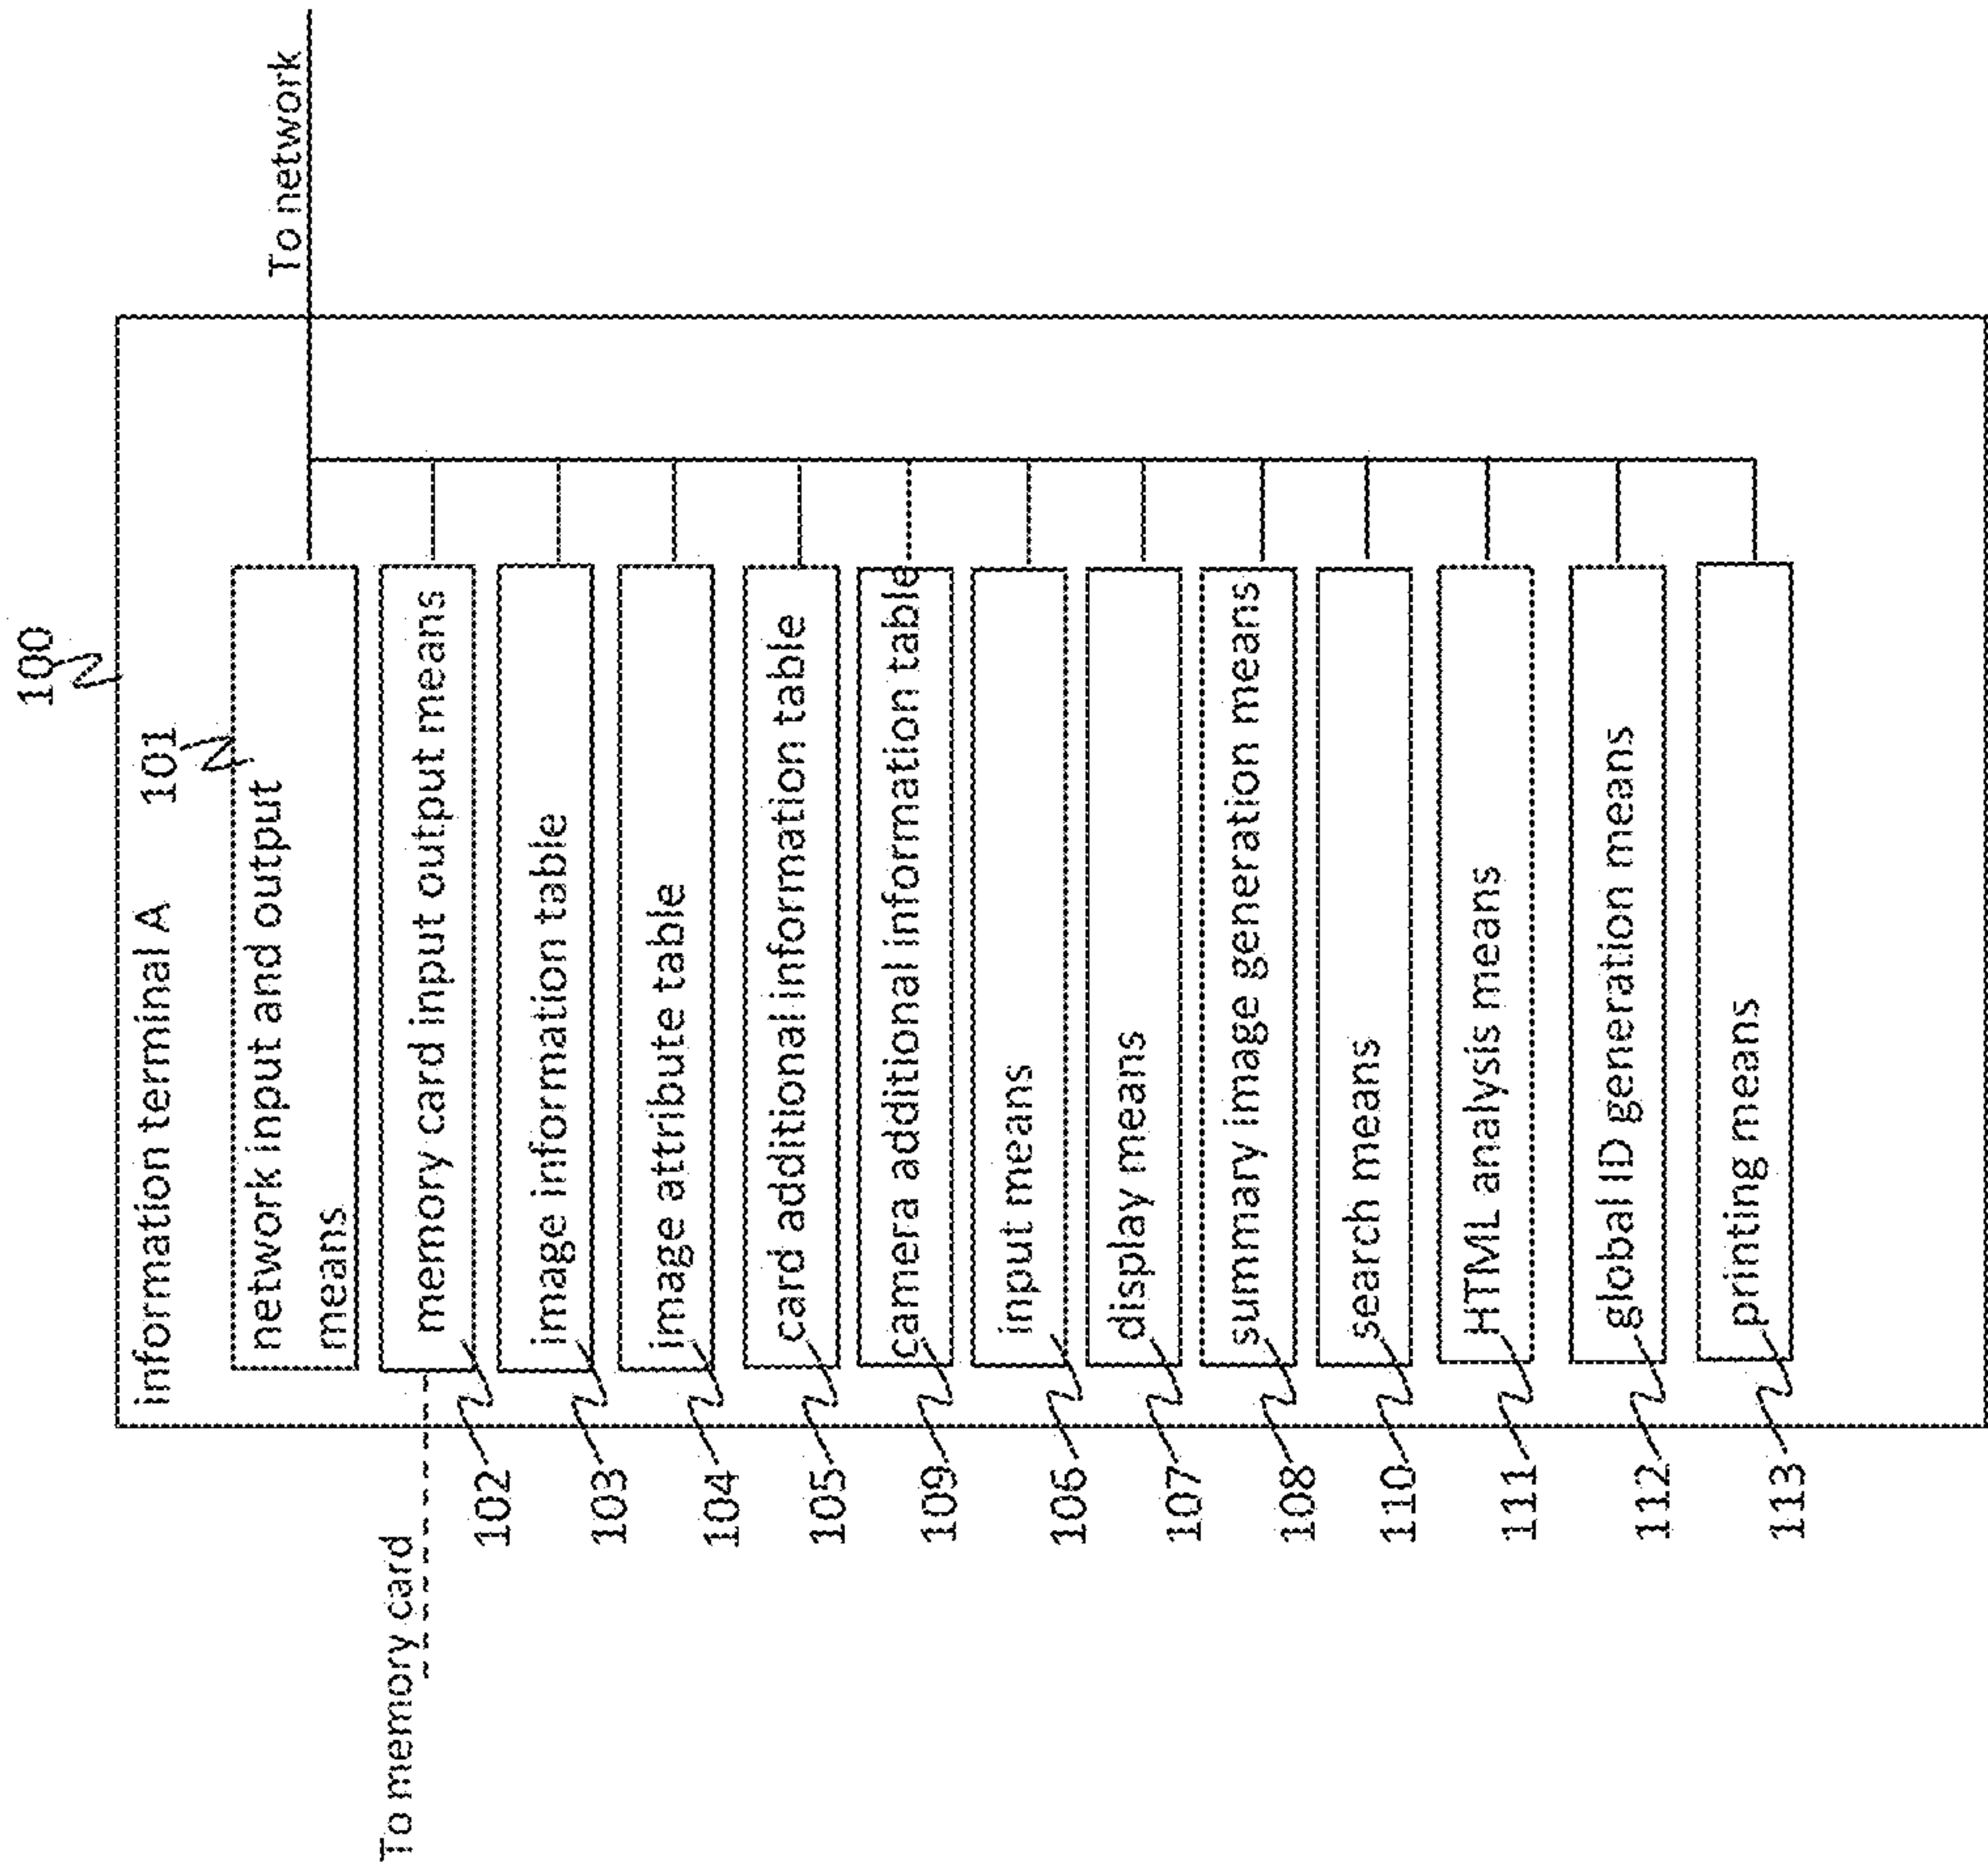 100
To network
information terminal A
101
network input and output
means
To memory card
memory card input output means
102
image information table
103
image attribute table
104
card additional information table
105
camera additional information table
109
input means
106
display means
107
summary image generation means
108
search means
110
HTML analysis means
111
global ID generation means
112
printing means
113